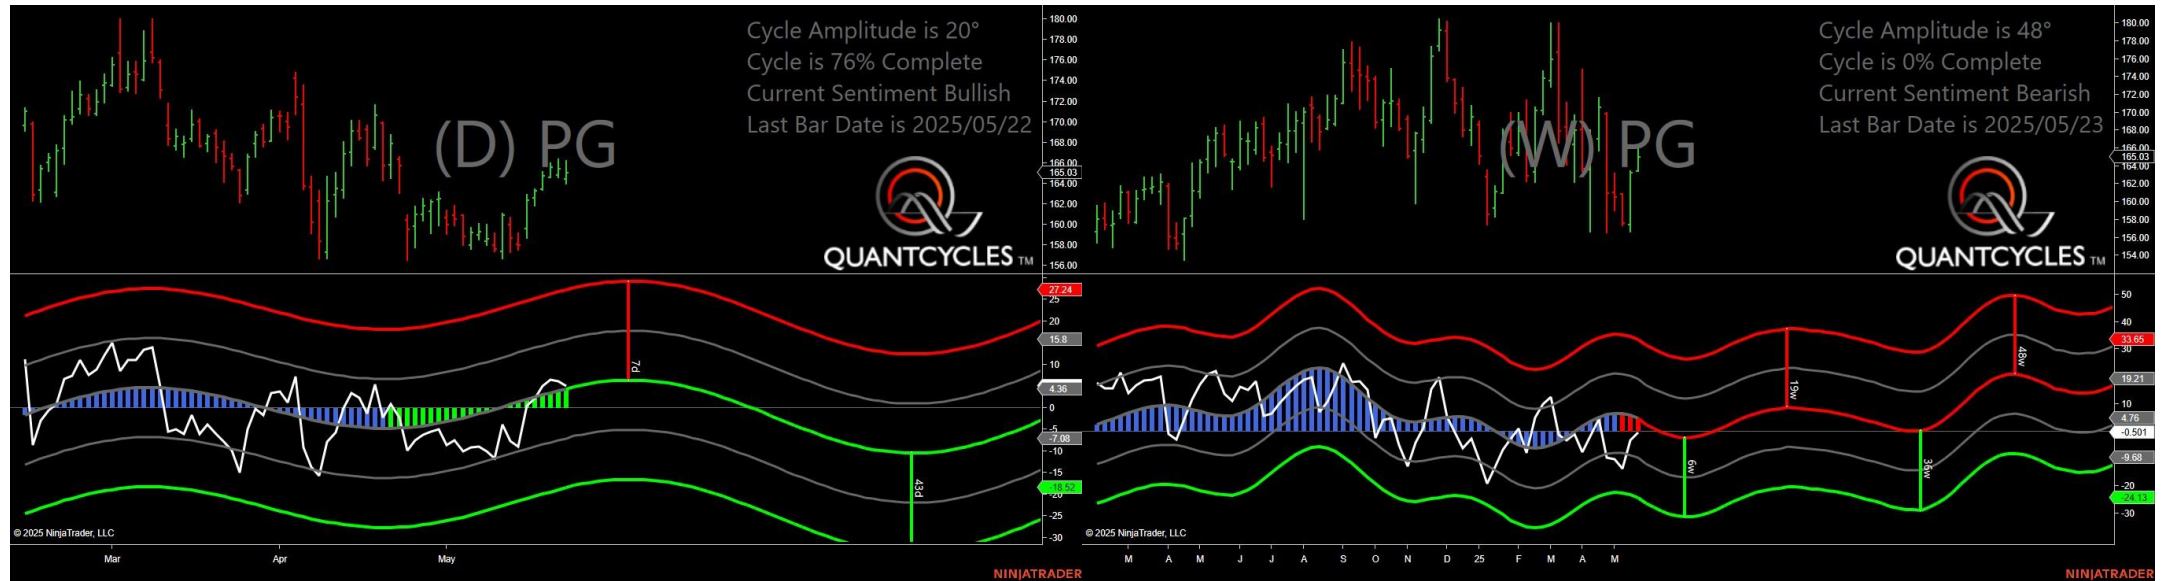 Cycle Amplitude is 20°
Cycle is 76% Complete
Current Sentiment Bullish
Last Bar Date is 2025/05/22
(D) PG
QUANTCYCLES TM
180.00
178.00
176.00
174.00
172.00
170.00
168.00
166.00
165.03
164.00
162.00
160.00
158.00
156.00
27.24
25
20
15.8
10
4.36
0
-5
-7.08
-10
-15
-18.52
-20
-25
-30
7d
43d
© 2025 NinjaTrader, LLC
Mar
Apr
May
NINJATRADER
Cycle Amplitude is 48°
Cycle is 0% Complete
Current Sentiment Bearish
Last Bar Date is 2025/05/23
(W) PG
QUANTCYCLES TM
180.00
178.00
176.00
174.00
172.00
170.00
168.00
166.00
165.03
164.00
162.00
160.00
158.00
156.00
154.00
50
40
33.65
30
19.21
10
4.76
-0.501
-9.68
-20
-24.13
-30
6w
19w
36w
48w
© 2025 NinjaTrader, LLC
M A M J J A S O N D 25 F M A M
NINJATRADER